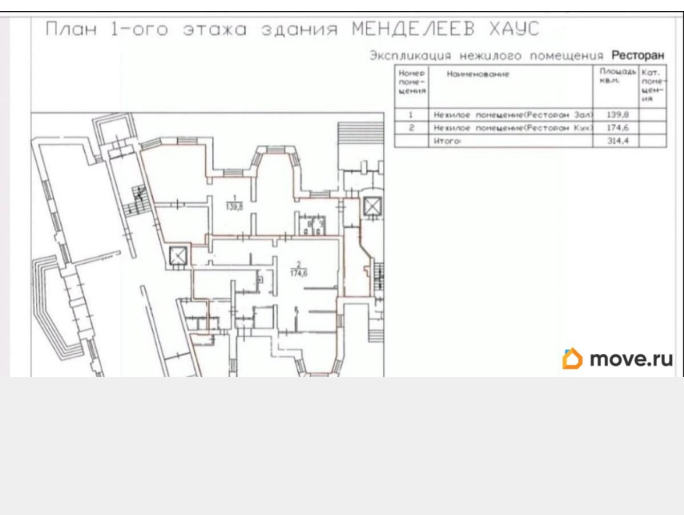 План 1-ого этажа здания МЕНДЕЛЕЕВ ХАУС
Экспликация нежилого помещения Ресторан
Номер поме- щения Наименование Площадь кв.м. Кат. поме- щен- ия
1 Нежилое помещение(Ресторан Зал) 139,8
2 Нежилое помещение(Ресторан Кух) 174,6
Итого: 314,4
1
139,8
2
174,6
move.ru